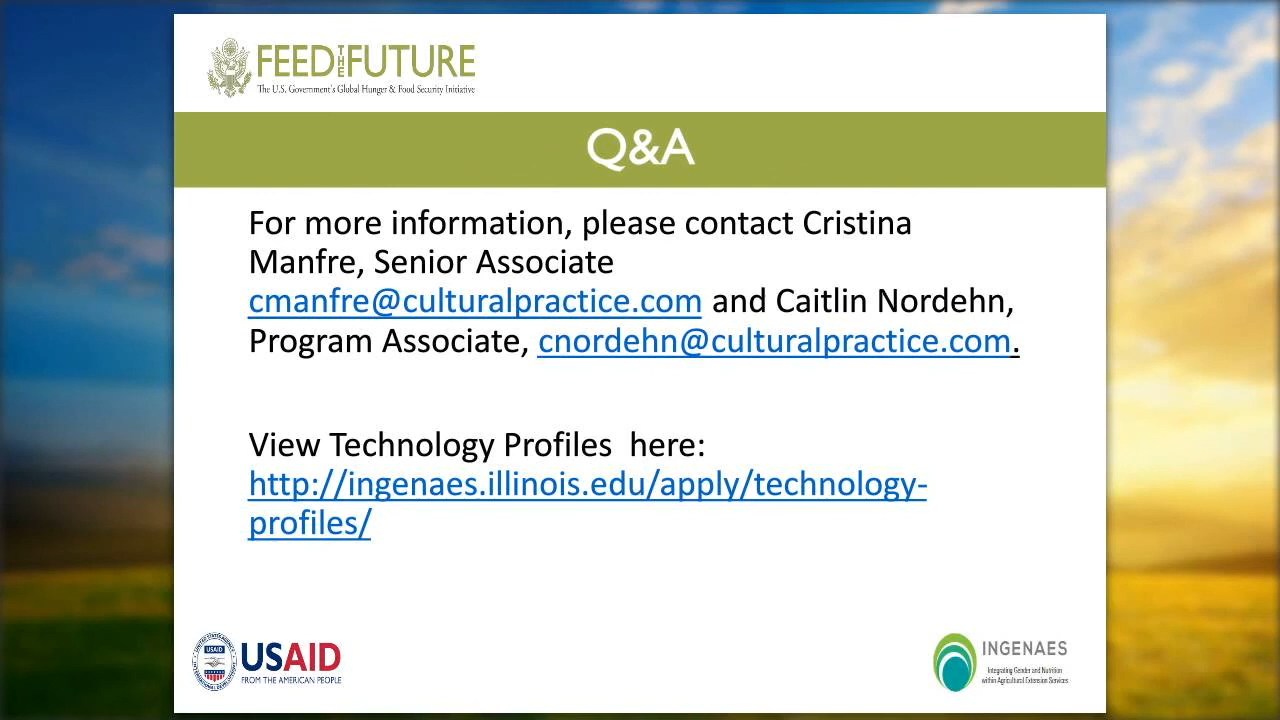 FEED THE FUTURE
The U.S. Government's Global Hunger & Food Security Initiative
Q&A
For more information, please contact Cristina
Manfre, Senior Associate
cmanfre@culturalpractice.com and Caitlin Nordehn,
Program Associate, cnordehn@culturalpractice.com.
View Technology Profiles  here:
http://ingenaes.illinois.edu/apply/technology-
profiles/
USAID
USAID
FROM THE AMERICAN PEOPLE
INGENAES
Integrating Gender and Nutrition
within Agricultural Extension Services